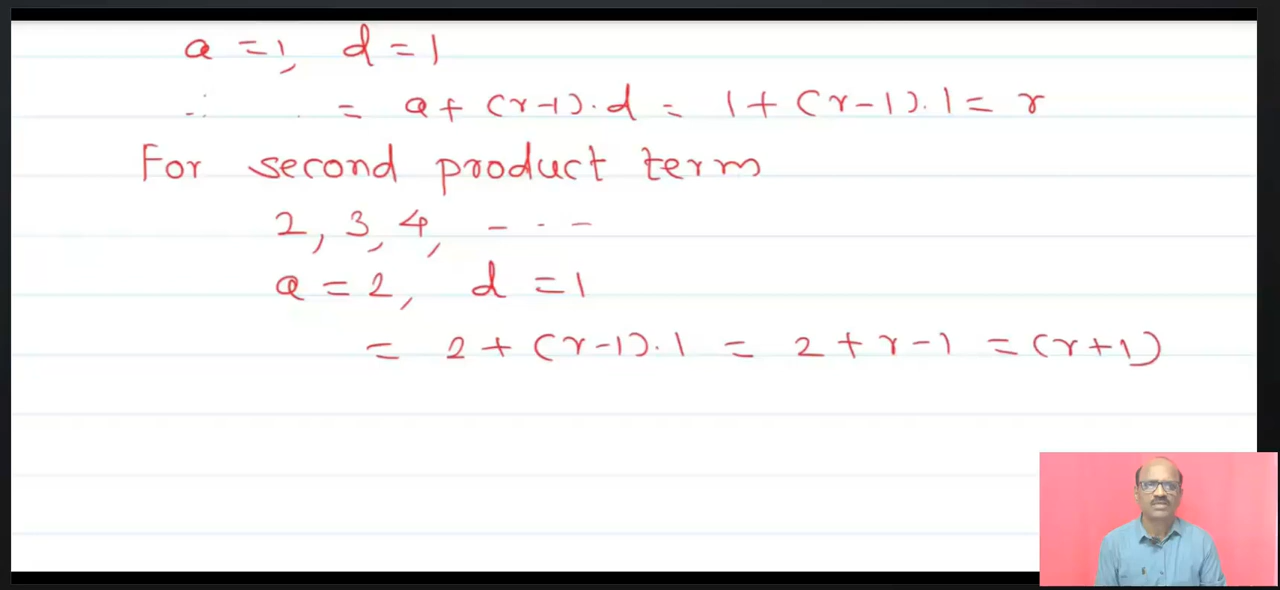 a = 1, d = 1
∴ = a + (r-1).d = 1 + (r-1).1 = r
For second product term
2, 3, 4, - - -
a = 2, d = 1
= 2 + (r-1).1 = 2 + r - 1 = (r+1)